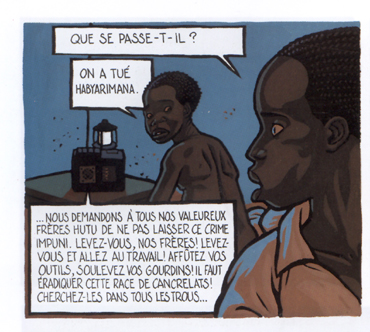 QUE SE PASSE-T-IL ?
ON A TUÉ
HABYARIMANA.
...NOUS DEMANDONS À TOUS NOS VALEUREUX
FRÈRES HUTU DE NE PAS LAISSER CE CRIME
IMPUNI. LEVEZ-VOUS, NOS FRÈRES! LEVEZ-
VOUS ET ALLEZ AU TRAVAIL! AFFÛTEZ VOS
OUTILS, SOULEVEZ VOS GOURDINS! IL FAUT
ÉRADIQUER CETTE RACE DE CANCRELATS!
CHERCHEZ-LES DANS TOUS LES TROUS...